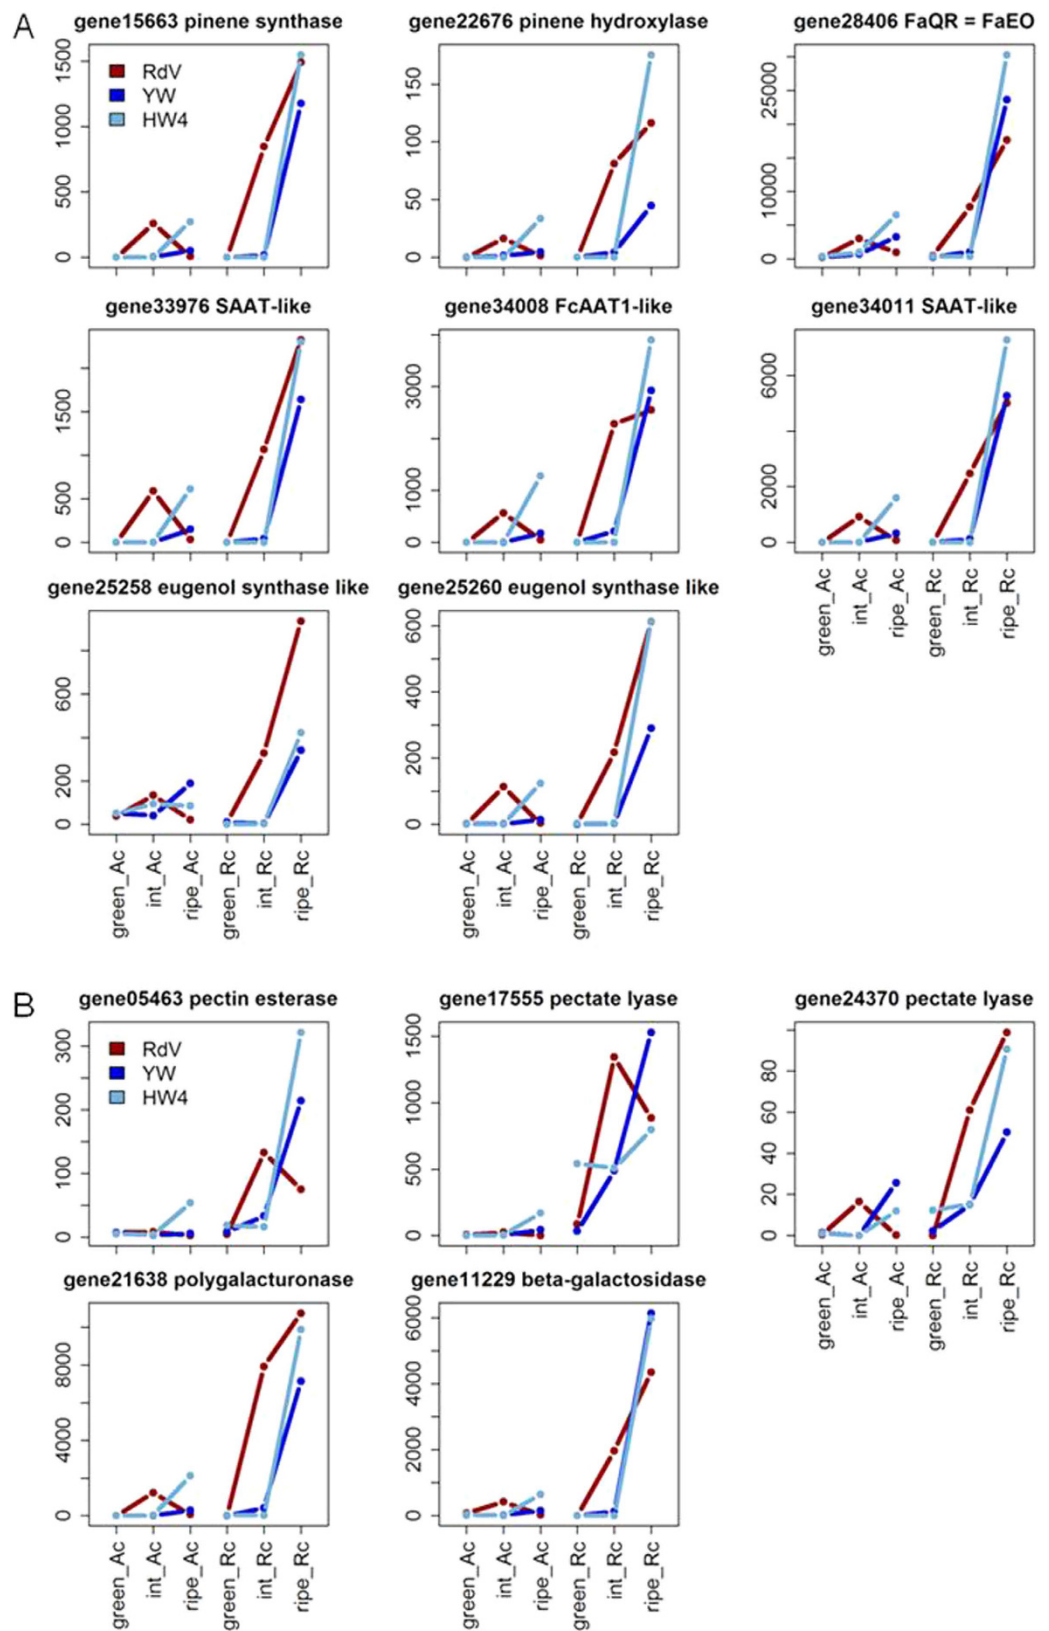 A
gene15663 pinene synthase
gene22676 pinene hydroxylase
gene28406 FaQR = FaEO
RdV
YW
HW4
0 500 1000 1500
0 50 100 150
0 10000 25000
gene33976 SAAT-like
gene34008 FcAAT1-like
gene34011 SAAT-like
0 500 1500
0 1000 3000
0 2000 6000
green_Ac int_Ac ripe_Ac green_Rc int_Rc ripe_Rc
gene25258 eugenol synthase like
gene25260 eugenol synthase like
0 200 600
0 200 400 600
green_Ac int_Ac ripe_Ac green_Rc int_Rc ripe_Rc
green_Ac int_Ac ripe_Ac green_Rc int_Rc ripe_Rc
B
gene05463 pectin esterase
gene17555 pectate lyase
gene24370 pectate lyase
RdV
YW
HW4
0 100 200 300
0 500 1000 1500
0 20 40 60 80
green_Ac int_Ac ripe_Ac green_Rc int_Rc ripe_Rc
gene21638 polygalacturonase
gene11229 beta-galactosidase
0 4000 8000
0 2000 4000 6000
green_Ac int_Ac ripe_Ac green_Rc int_Rc ripe_Rc
green_Ac int_Ac ripe_Ac green_Rc int_Rc ripe_Rc